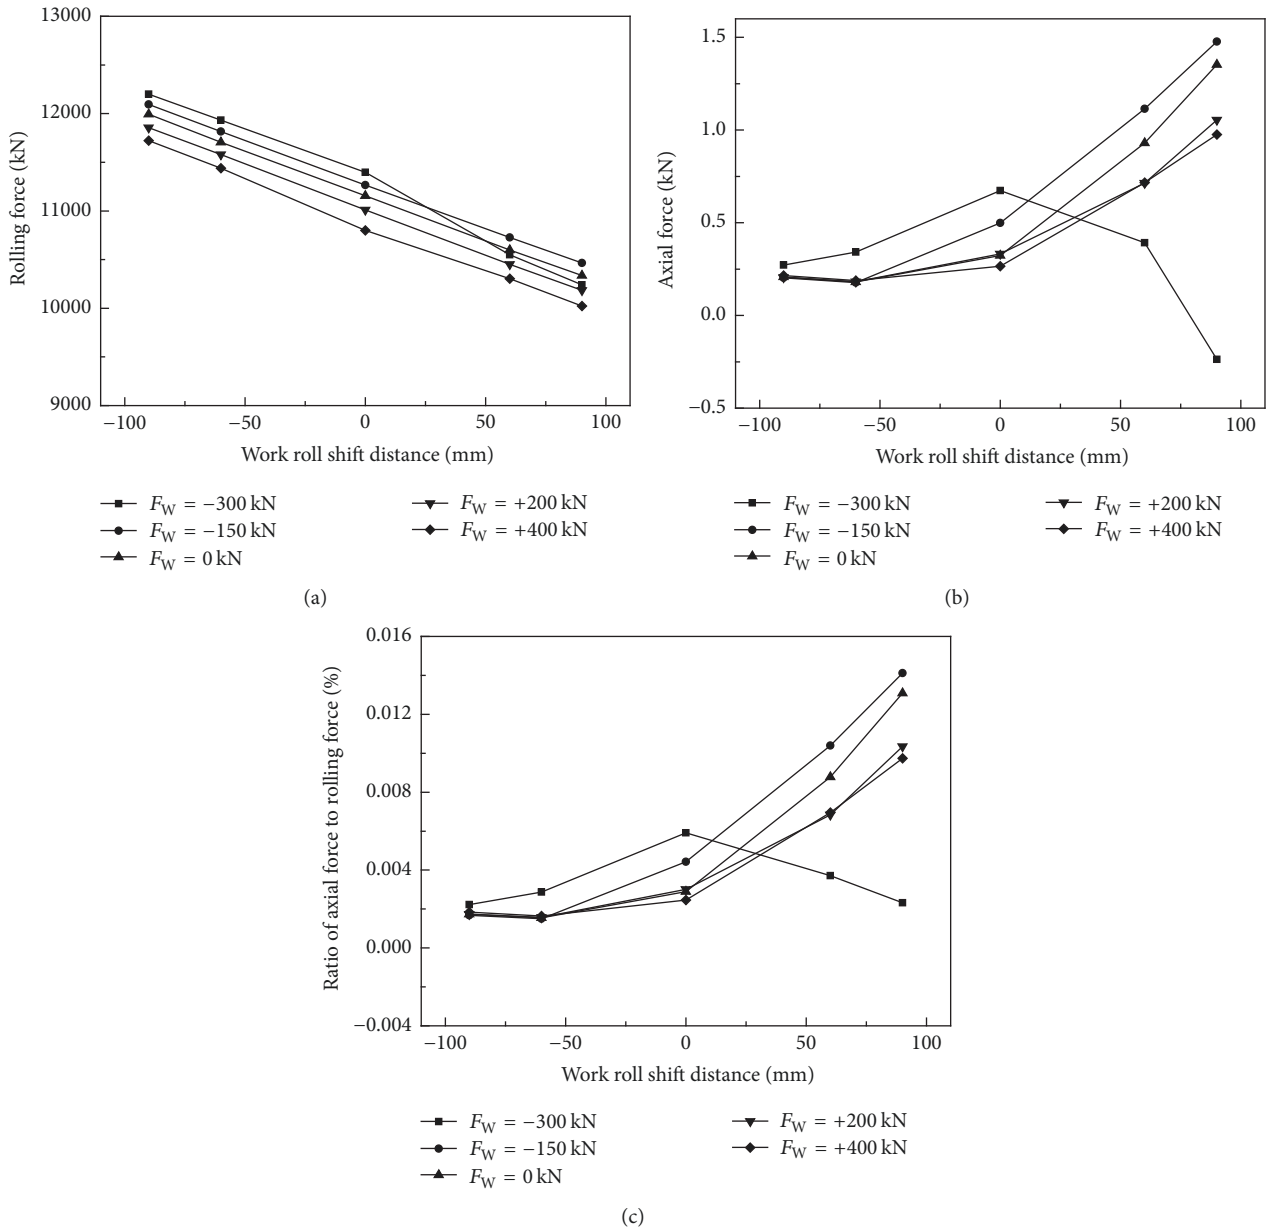 13000
12000
11000
10000
9000
Rolling force (kN)
−100
−50
0
50
100
Work roll shift distance (mm)
F_W = −300 kN
F_W = −150 kN
F_W = 0 kN
F_W = +200 kN
F_W = +400 kN
(a)
1.5
1.0
0.5
0.0
−0.5
Axial force (kN)
−100
−50
0
50
100
Work roll shift distance (mm)
F_W = −300 kN
F_W = −150 kN
F_W = 0 kN
F_W = +200 kN
F_W = +400 kN
(b)
0.016
0.012
0.008
0.004
0.000
−0.004
Ratio of axial force to rolling force (%)
−100
−50
0
50
100
Work roll shift distance (mm)
F_W = −300 kN
F_W = −150 kN
F_W = 0 kN
F_W = +200 kN
F_W = +400 kN
(c)